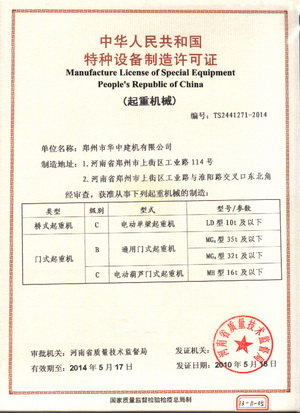 中华人民共和国
特种设备制造许可证
Manufacture License of Special Equipment
People's Republic of China
(起重机械)
编号: TS2441271-2014
单位名称: 郑州市华中建机有限公司
制造地址: 1.河南省郑州市上街区工业路114号
2.河南省郑州市上街区工业路与淮阳路交叉口东北角
经审查, 获准从事下列起重机械的制造:
类型 级别 型式 型号/参数
桥式起重机 C 电动单梁起重机 LD型10t及以下
门式起重机 B 通用门式起重机 MG,型35t及以下
MG,型32t及以下
C 电动葫芦门式起重机 MH型16t及以下
审批机关: 河南省质量技术监督局 发证机关:
有效期至: 2014年5月17日 发证日期: 2010年5月18日
河南省质量技术监督局
国家质量监督检验检疫总局制